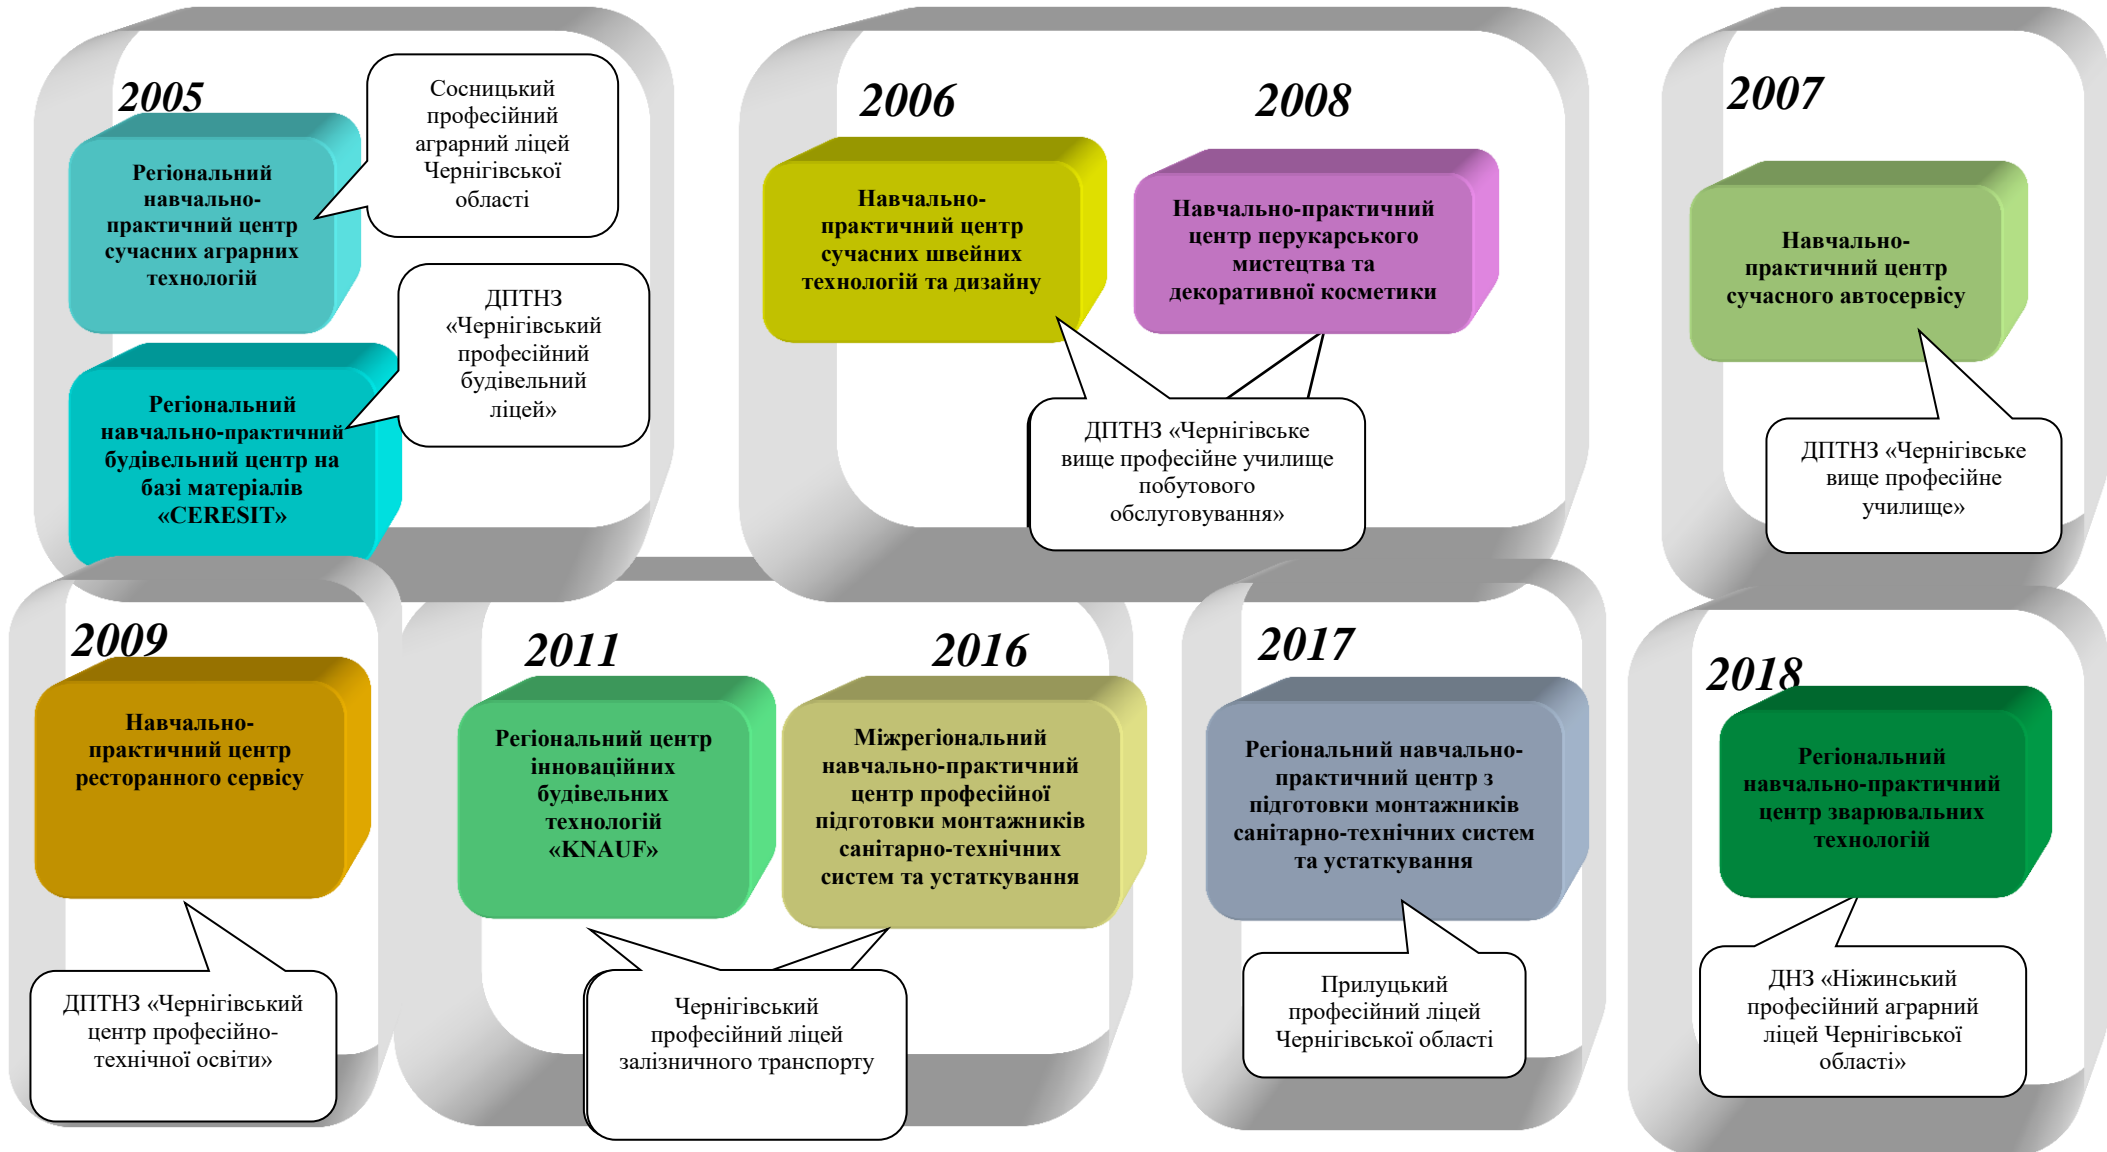 2005
Регіональний
навчально-
практичний центр
сучасних аграрних
технологій
Сосницький
професійний
аграрний ліцей
Чернігівської
області
Регіональний
навчально-практичний
будівельний центр на
базі матеріалів
«CERESIT»
ДПТНЗ
«Чернігівський
професійний
будівельний
ліцей»
2006
Навчально-
практичний центр
сучасних швейних
технологій та дизайну
2008
Навчально-практичний
центр перукарського
мистецтва та
декоративної косметики
ДПТНЗ «Чернігівське
вище професійне училище
побутового
обслуговування»
2007
Навчально-
практичний центр
сучасного автосервісу
ДПТНЗ «Чернігівське
вище професійне
училище»
2009
Навчально-
практичний центр
ресторанного сервісу
ДПТНЗ «Чернігівський
центр професійно-
технічної освіти»
2011
Регіональний центр
інноваційних
будівельних
технологій
«KNAUF»
2016
Міжрегіональний
навчально-практичний
центр професійної
підготовки монтажників
санітарно-технічних
систем та устаткування
Чернігівський
професійний ліцей
залізничного транспорту
2017
Регіональний навчально-
практичний центр з
підготовки монтажників
санітарно-технічних систем
та устаткування
Прилуцький
професійний ліцей
Чернігівської області
2018
Регіональний
навчально-практичний
центр зварювальних
технологій
ДНЗ «Ніжинський
професійний аграрний
ліцей Чернігівської
області»